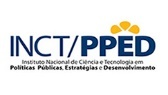 INCT/PPED
Instituto Nacional de Ciência e Tecnologia em
Políticas Públicas, Estratégias e Desenvolvimento